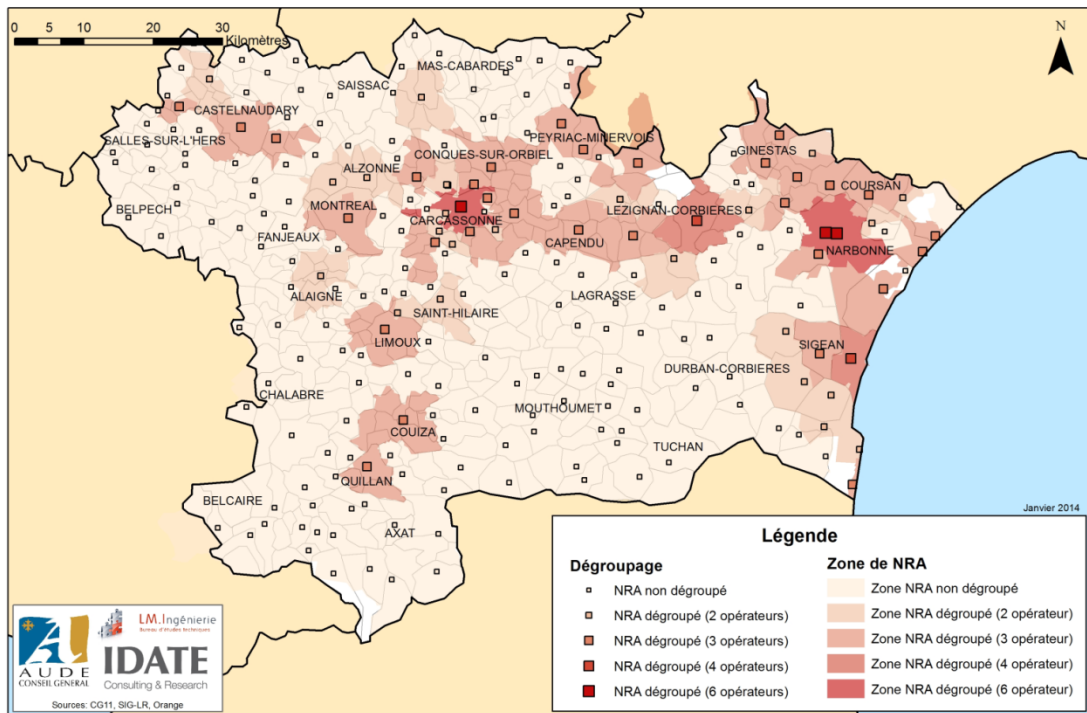 0 5 10 20 30
Kilomètres
N
MAS-CABARDES
SAISSAC
CASTELNAUDARY
SALLES-SUR-L'HERS
PEYRIAC-MINERVOIS
GINESTAS
CONQUES-SUR-ORBIEL
ALZONNE
COURSAN
MONTREAL
BELPECH
LEZIGNAN-CORBIERES
CARCASSONNE
FANJEAUX
CAPENDU
NARBONNE
ALAIGNE
LAGRASSE
SAINT-HILAIRE
LIMOUX
SIGEAN
DURBAN-CORBIERES
CHALABRE
MOUTHOUMET
COUIZA
TUCHAN
QUILLAN
BELCAIRE
AXAT
Janvier 2014
Légende
Dégroupage
NRA non dégroupé
NRA dégroupé (2 opérateurs)
NRA dégroupé (3 opérateurs)
NRA dégroupé (4 opérateurs)
NRA dégroupé (6 opérateurs)
Zone de NRA
Zone NRA non dégroupé
Zone NRA dégroupé (2 opérateur)
Zone NRA dégroupé (3 opérateur)
Zone NRA dégroupé (4 opérateur)
Zone NRA dégroupé (6 opérateur)
AUDE
CONSEIL GENERAL
LM.Ingénierie
Bureau d'études techniques
IDATE
Consulting & Research
Sources: CG11, SIG-LR, Orange